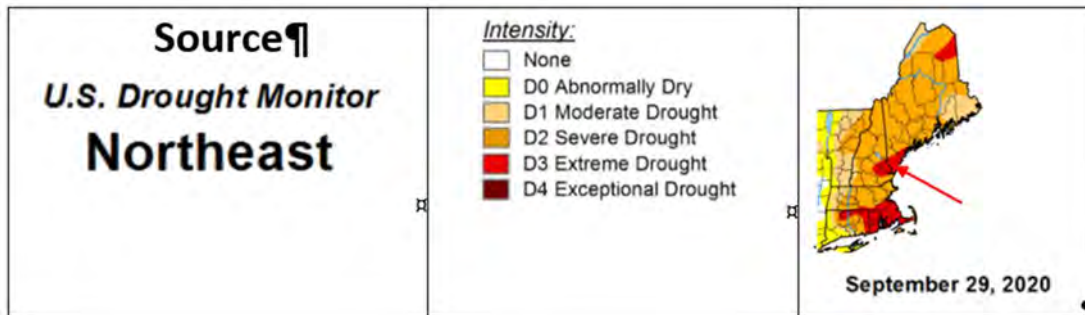 Source¶
U.S. Drought Monitor
Northeast
¤
Intensity:
None
D0 Abnormally Dry
D1 Moderate Drought
D2 Severe Drought
D3 Extreme Drought
D4 Exceptional Drought
¤
September 29, 2020